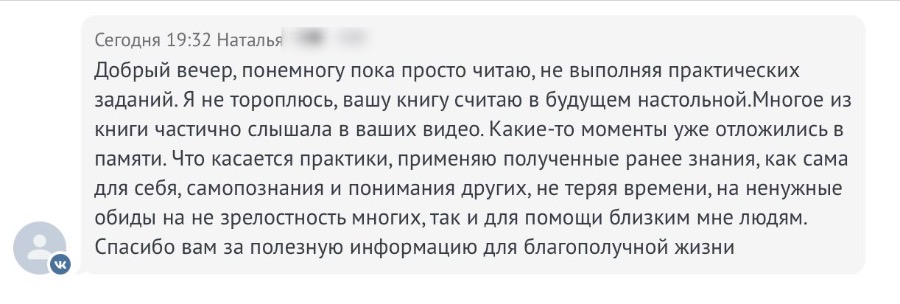 Сегодня 19:32 Наталья
Добрый вечер, понемногу пока просто читаю, не выполняя практических
заданий. Я не тороплюсь, вашу книгу считаю в будущем настольной.Многое из
книги частично слышала в ваших видео. Какие-то моменты уже отложились в
памяти. Что касается практики, применяю полученные ранее знания, как сама
для себя, самопознания и понимания других, не теряя времени, на ненужные
обиды на не зрелостность многих, так и для помощи близким мне людям.
Спасибо вам за полезную информацию для благополучной жизни